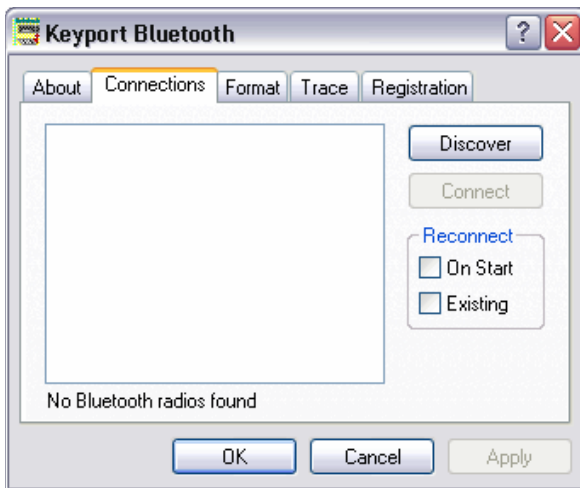 Keyport Bluetooth
?
About Connections Format Trace Registration
Discover
Connect
Reconnect
On Start
Existing
No Bluetooth radios found
OK Cancel Apply